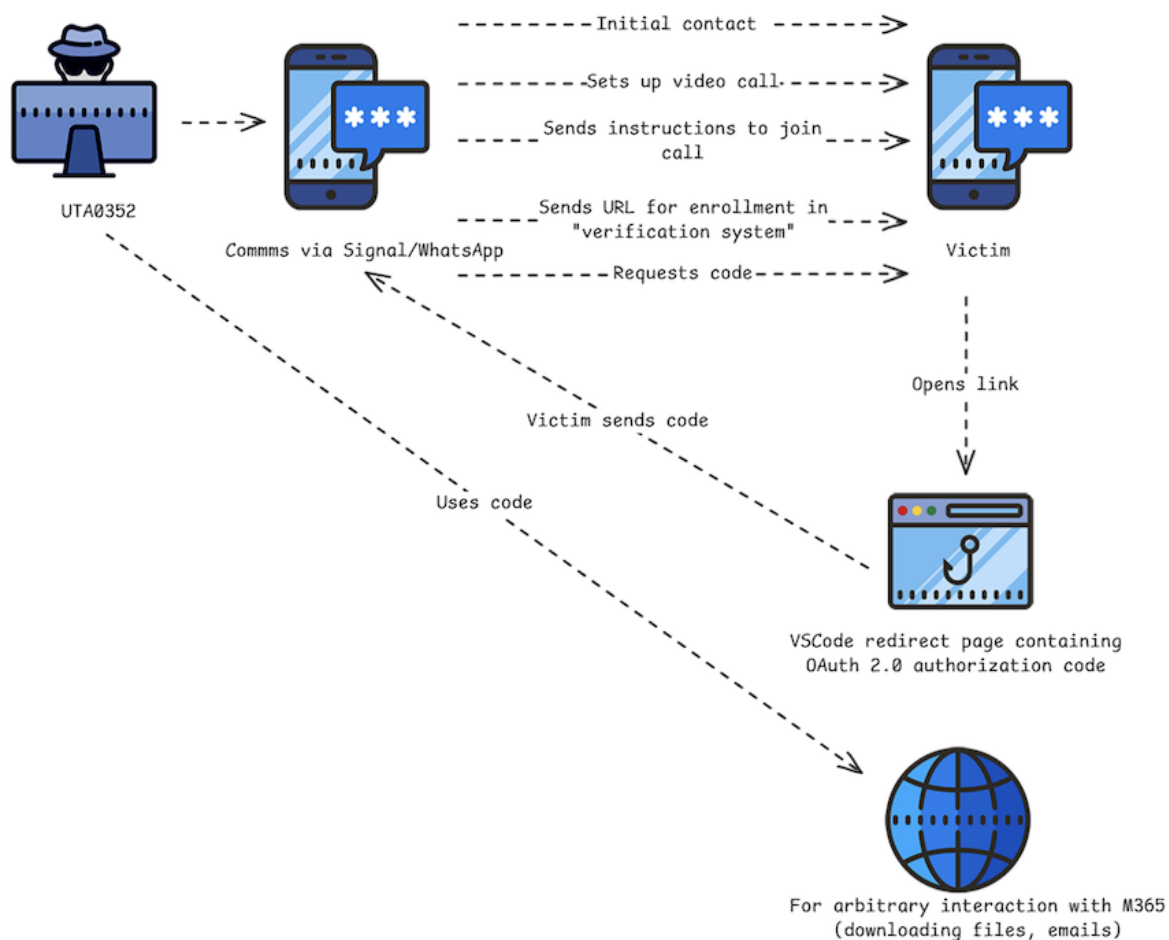 Initial contact
Sets up video call
Sends instructions to join
call
Sends URL for enrollment in
"verification system"
Requests code
UTA0352
Commms via Signal/WhatsApp
Victim
Opens link
Victim sends code
Uses code
VSCode redirect page containing
OAuth 2.0 authorization code
For arbitrary interaction with M365
(downloading files, emails)